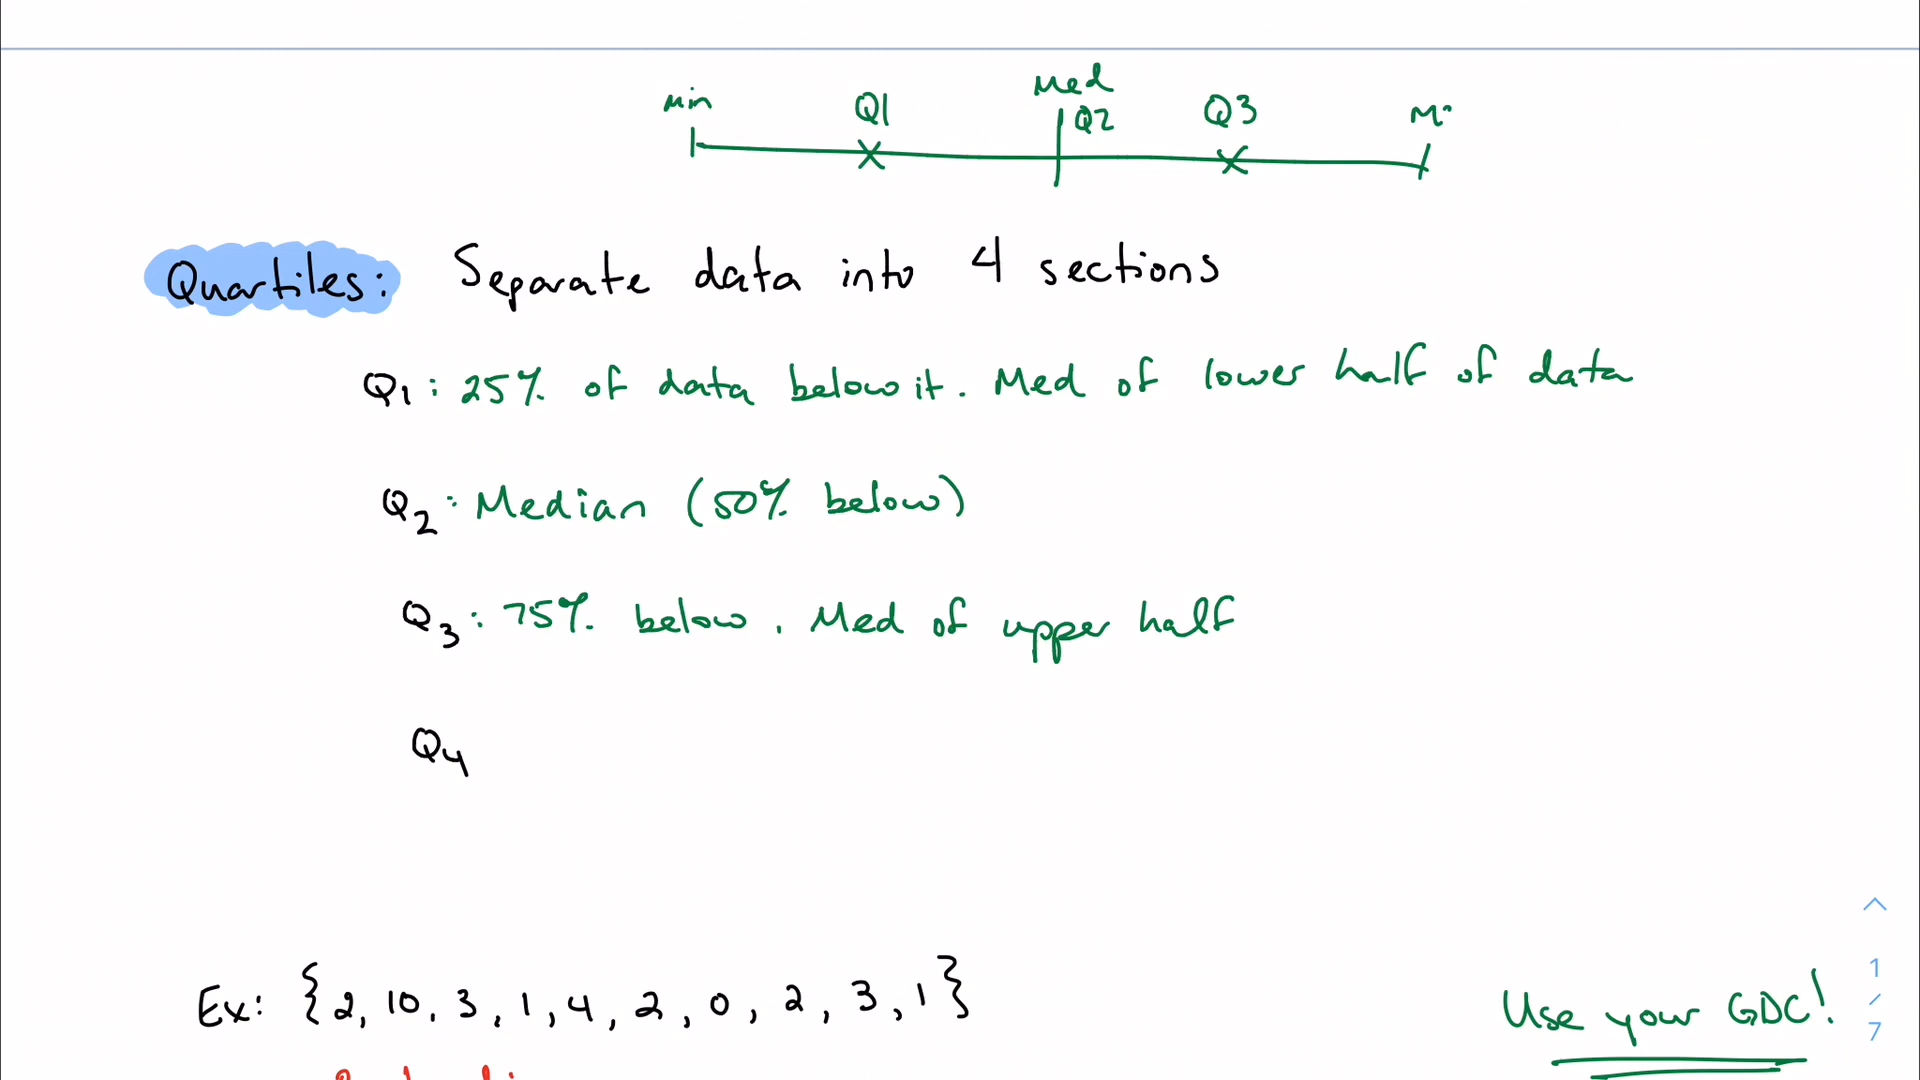 Med
min Q1 Q2 Q3 M
Quartiles: Separate data into 4 sections
Q1: 25% of data below it. Med of lower half of data
Q2: Median (50% below)
Q3: 75% below. Med of upper half
Q4
Ex: {2, 10, 3, 1, 4, 2, 0, 2, 3, 1}
Use your GDC!
1
/
7